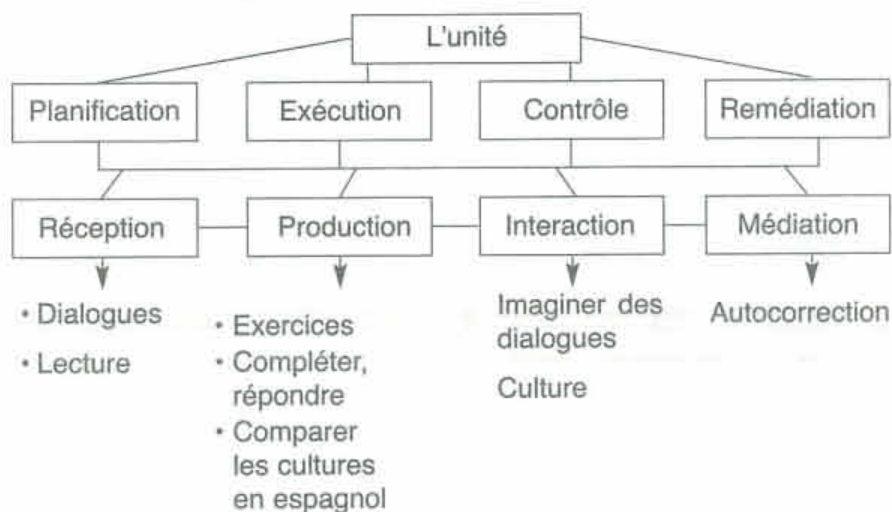 L'unité
Planification
Exécution
Contrôle
Remédiation
Réception
Production
Interaction
Médiation
• Dialogues
• Lecture
• Exercices
• Compléter,
répondre
• Comparer
les cultures
en espagnol
Imaginer des
dialogues
Culture
Autocorrection